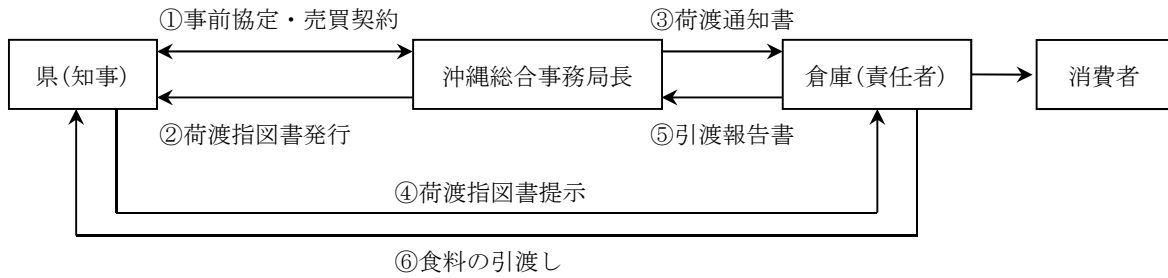 ①事前協定・売買契約
③荷渡通知書
県(知事)
沖縄総合事務局長
倉庫(責任者)
消費者
②荷渡指図書発行
⑤引渡報告書
④荷渡指図書提示
⑥食料の引渡し